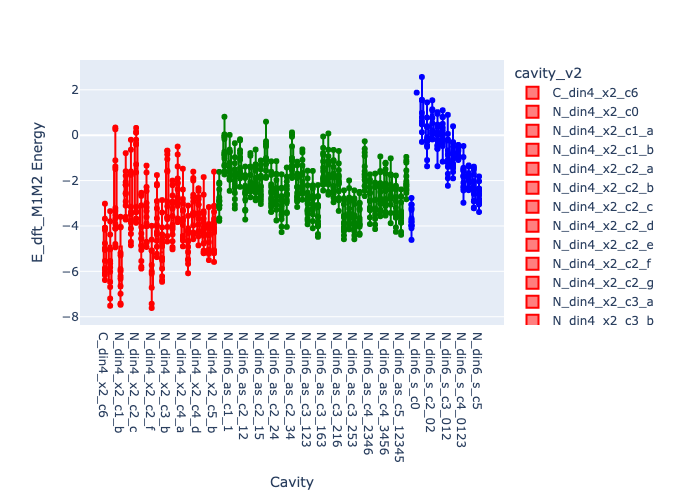 cavity_v2
C_din4_x2_c6
N_din4_x2_c0
N_din4_x2_c1_a
N_din4_x2_c1_b
N_din4_x2_c2_a
N_din4_x2_c2_b
N_din4_x2_c2_c
N_din4_x2_c2_d
N_din4_x2_c2_e
N_din4_x2_c2_f
N_din4_x2_c2_g
N_din4_x2_c3_a
N_din4_x2_c3_b
E_dft_M1M2 Energy
2
0
−2
−4
−6
−8
C_din4_x2_c6
N_din4_x2_c1_b
N_din4_x2_c2_c
N_din4_x2_c2_f
N_din4_x2_c3_b
N_din4_x2_c4_a
N_din4_x2_c4_d
N_din4_x2_c5_b
N_din6_as_c1_1
N_din6_as_c2_12
N_din6_as_c2_15
N_din6_as_c2_24
N_din6_as_c2_34
N_din6_as_c3_123
N_din6_as_c3_163
N_din6_as_c3_216
N_din6_as_c3_253
N_din6_as_c4_2346
N_din6_as_c4_3456
N_din6_as_c5_12345
N_din6_s_c0
N_din6_s_c2_02
N_din6_s_c3_012
N_din6_s_c4_0123
N_din6_s_c5
Cavity